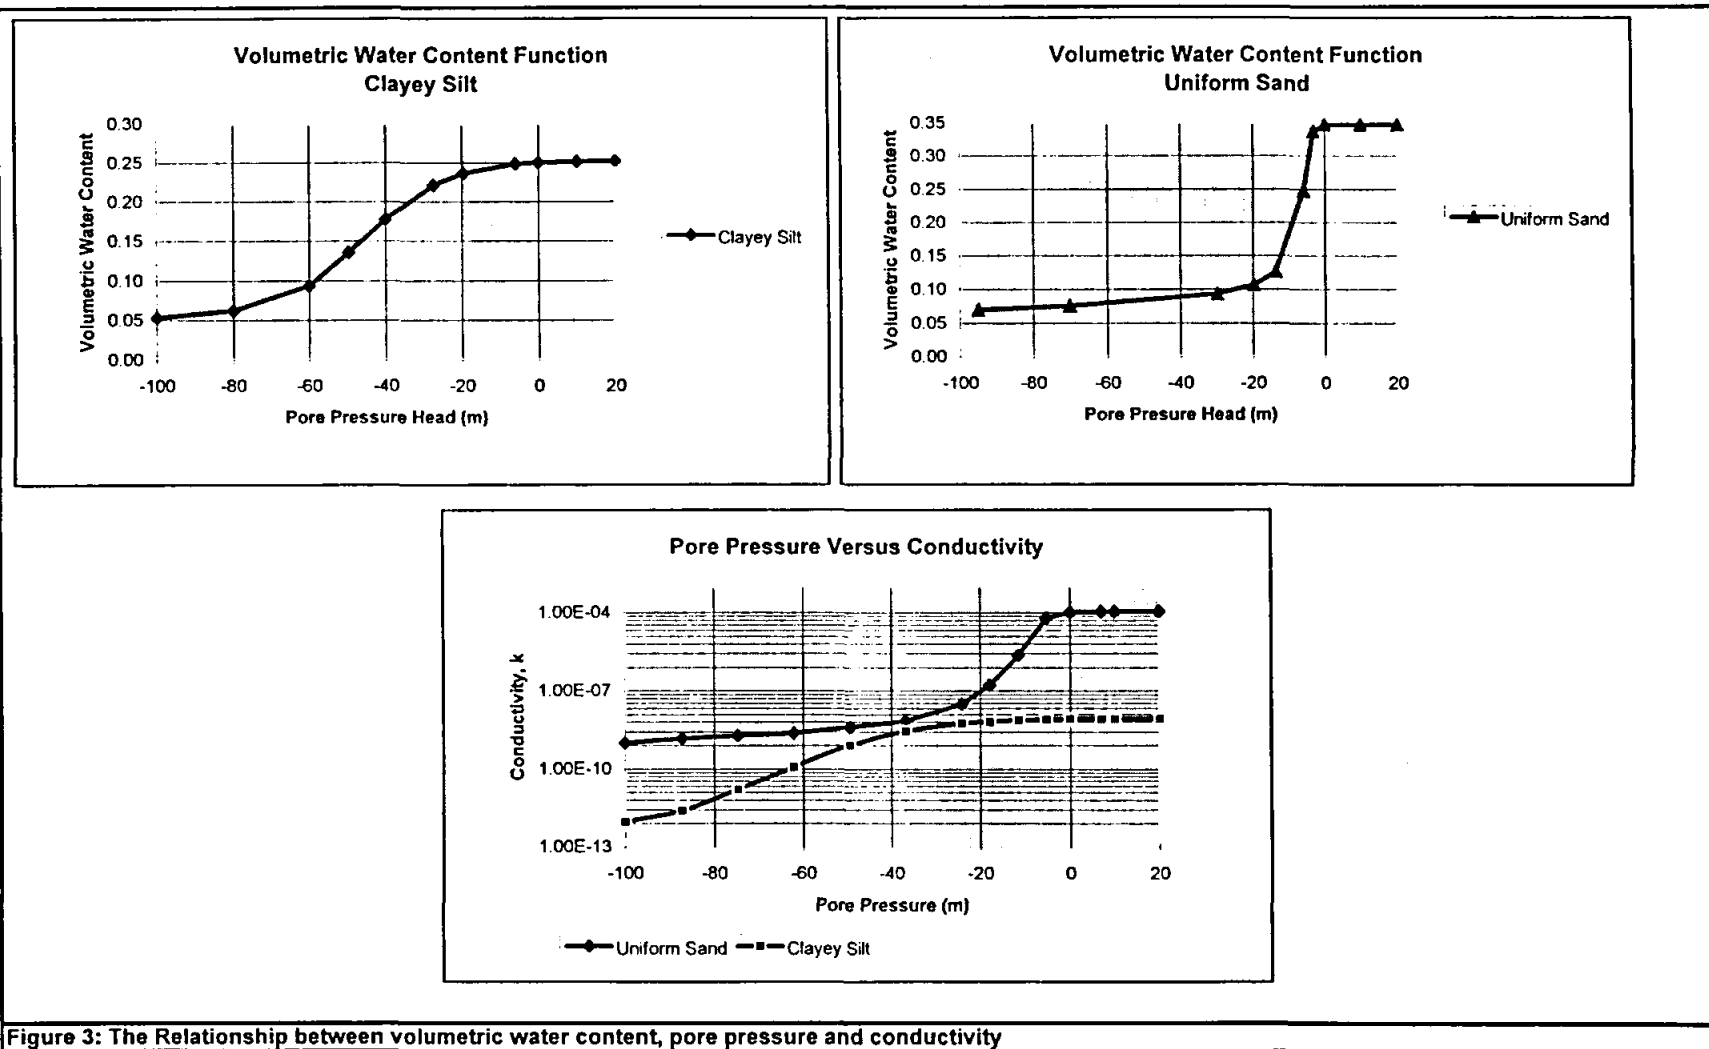 Volumetric Water Content Function
Clayey Silt
Volumetric Water Content
0.30
0.25
0.20
0.15
0.10
0.05
0.00
-100 -80 -60 -40 -20 0 20
Pore Pressure Head (m)
Clayey Silt
Volumetric Water Content Function
Uniform Sand
Volumetric Water Content
0.35
0.30
0.25
0.20
0.15
0.10
0.05
0.00
-100 -80 -60 -40 -20 0 20
Pore Presure Head (m)
Uniform Sand
Pore Pressure Versus Conductivity
Conductivity, k
1.00E-04
1.00E-07
1.00E-10
1.00E-13
-100 -80 -60 -40 -20 0 20
Pore Pressure (m)
Uniform Sand Clayey Silt
Figure 3: The Relationship between volumetric water content, pore pressure and conductivity